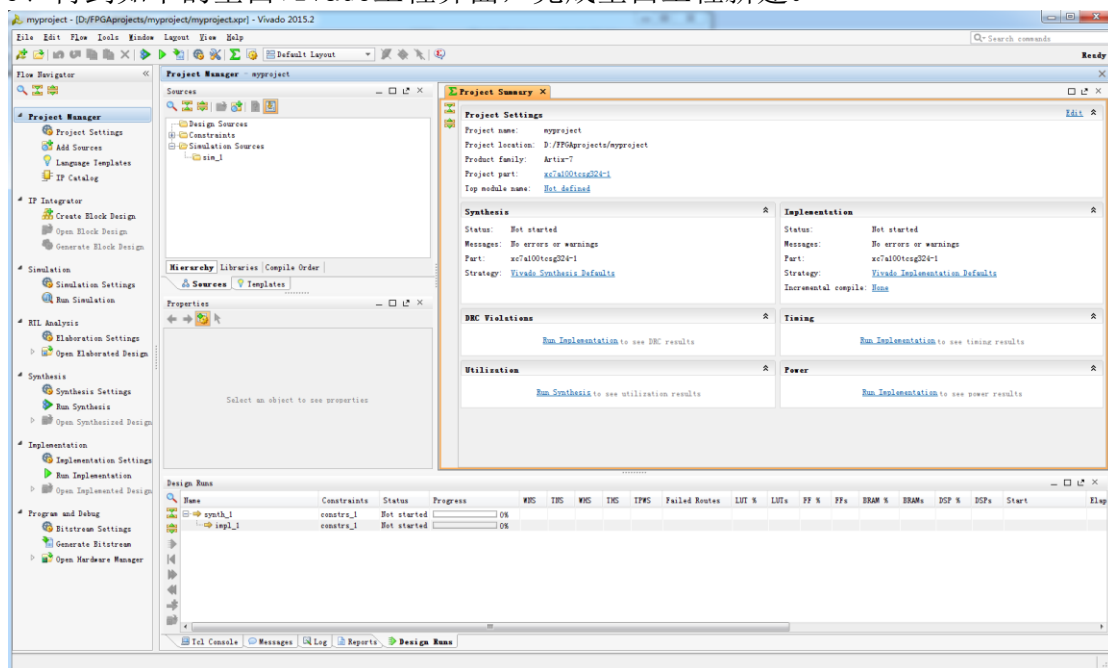 myproject - [D:/FPGAprojects/myproject/myproject.xpr] - Vivado 2015.2
File Edit Flow Tools Window Layout View Help
Search commands
Default Layout
Ready
Flow Navigator
Project Manager
Project Settings
Add Sources
Language Templates
IP Catalog
IP Integrator
Create Block Design
Open Block Design
Generate Block Design
Simulation
Simulation Settings
Run Simulation
RTL Analysis
Elaboration Settings
Open Elaborated Design
Synthesis
Synthesis Settings
Run Synthesis
Open Synthesized Design
Implementation
Implementation Settings
Run Implementation
Open Implemented Design
Program and Debug
Bitstream Settings
Generate Bitstream
Open Hardware Manager
Project Manager - myproject
Sources
Design Sources
Constraints
Simulation Sources
sim_1
Hierarchy Libraries Compile Order
Sources Templates
Properties
Select an object to see properties
Project Summary
Project Settings Edit
Project name: myproject
Project location: D:/FPGAprojects/myproject
Product family: Artix-7
Project part: xc7a100tcsg324-1
Top module name: Not defined
Synthesis
Status: Not started
Messages: No errors or warnings
Part: xc7a100tcsg324-1
Strategy: Vivado Synthesis Defaults
Implementation
Status: Not started
Messages: No errors or warnings
Part: xc7a100tcsg324-1
Strategy: Vivado Implementation Defaults
Incremental compile: None
DRC Violations
Run Implementation to see DRC results
Timing
Run Implementation to see timing results
Utilization
Run Synthesis to see utilization results
Power
Run Implementation to see power results
Design Runs
Name Constraints Status Progress WNS TNS WHS THS TPWS Failed Routes LUT % LUTs FF % FFs BRAM % BRAMs DSP % DSPs Start Elap
synth_1 constrs_1 Not started 0%
impl_1 constrs_1 Not started 0%
Tcl Console Messages Log Reports Design Runs